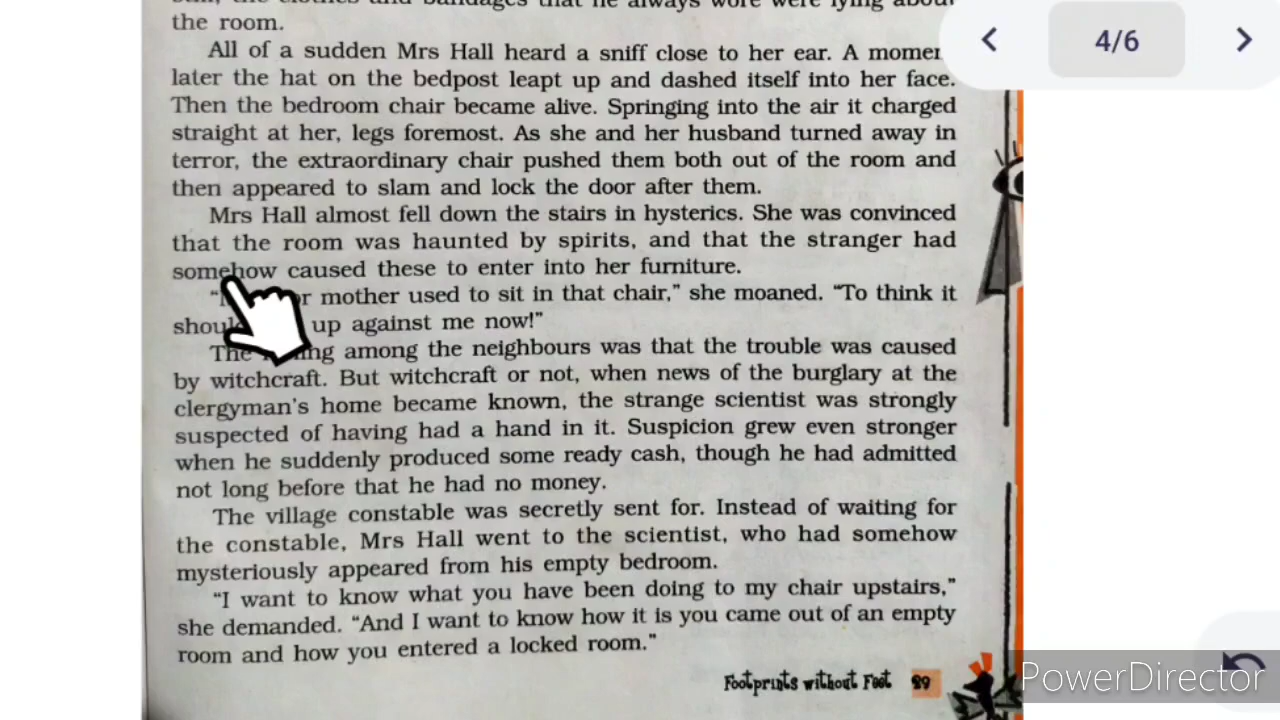 the clothes and bandages that he always wore were lying about
the room.
All of a sudden Mrs Hall heard a sniff close to her ear. A momen
later the hat on the bedpost leapt up and dashed itself into her face.
Then the bedroom chair became alive. Springing into the air it charged
straight at her, legs foremost. As she and her husband turned away in
terror, the extraordinary chair pushed them both out of the room and
then appeared to slam and lock the door after them.
Mrs Hall almost fell down the stairs in hysterics. She was convinced
that the room was haunted by spirits, and that the stranger had
somehow caused these to enter into her furniture.
mother used to sit in that chair,” she moaned. “To think it
up against me now!”
The among the neighbours was that the trouble was caused
by witchcraft. But witchcraft or not, when news of the burglary at the
clergyman's home became known, the strange scientist was strongly
suspected of having had a hand in it. Suspicion grew even stronger
when he suddenly produced some ready cash, though he had admitted
not long before that he had no money.
The village constable was secretly sent for. Instead of waiting for
the constable, Mrs Hall went to the scientist, who had somehow
mysteriously appeared from his empty bedroom.
“I want to know what you have been doing to my chair upstairs,”
she demanded. “And I want to know how it is you came out of an empty
room and how you entered a locked room.”
Footprints without Feet 29
4/6
PowerDirector